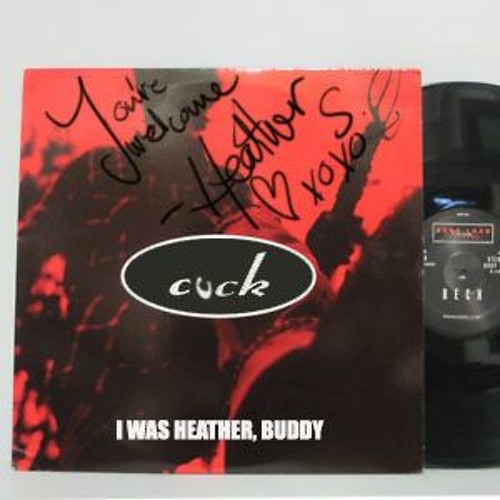 You're
welcome
-Heather S
♡ xoxo
cuck
I WAS HEATHER, BUDDY
BECK